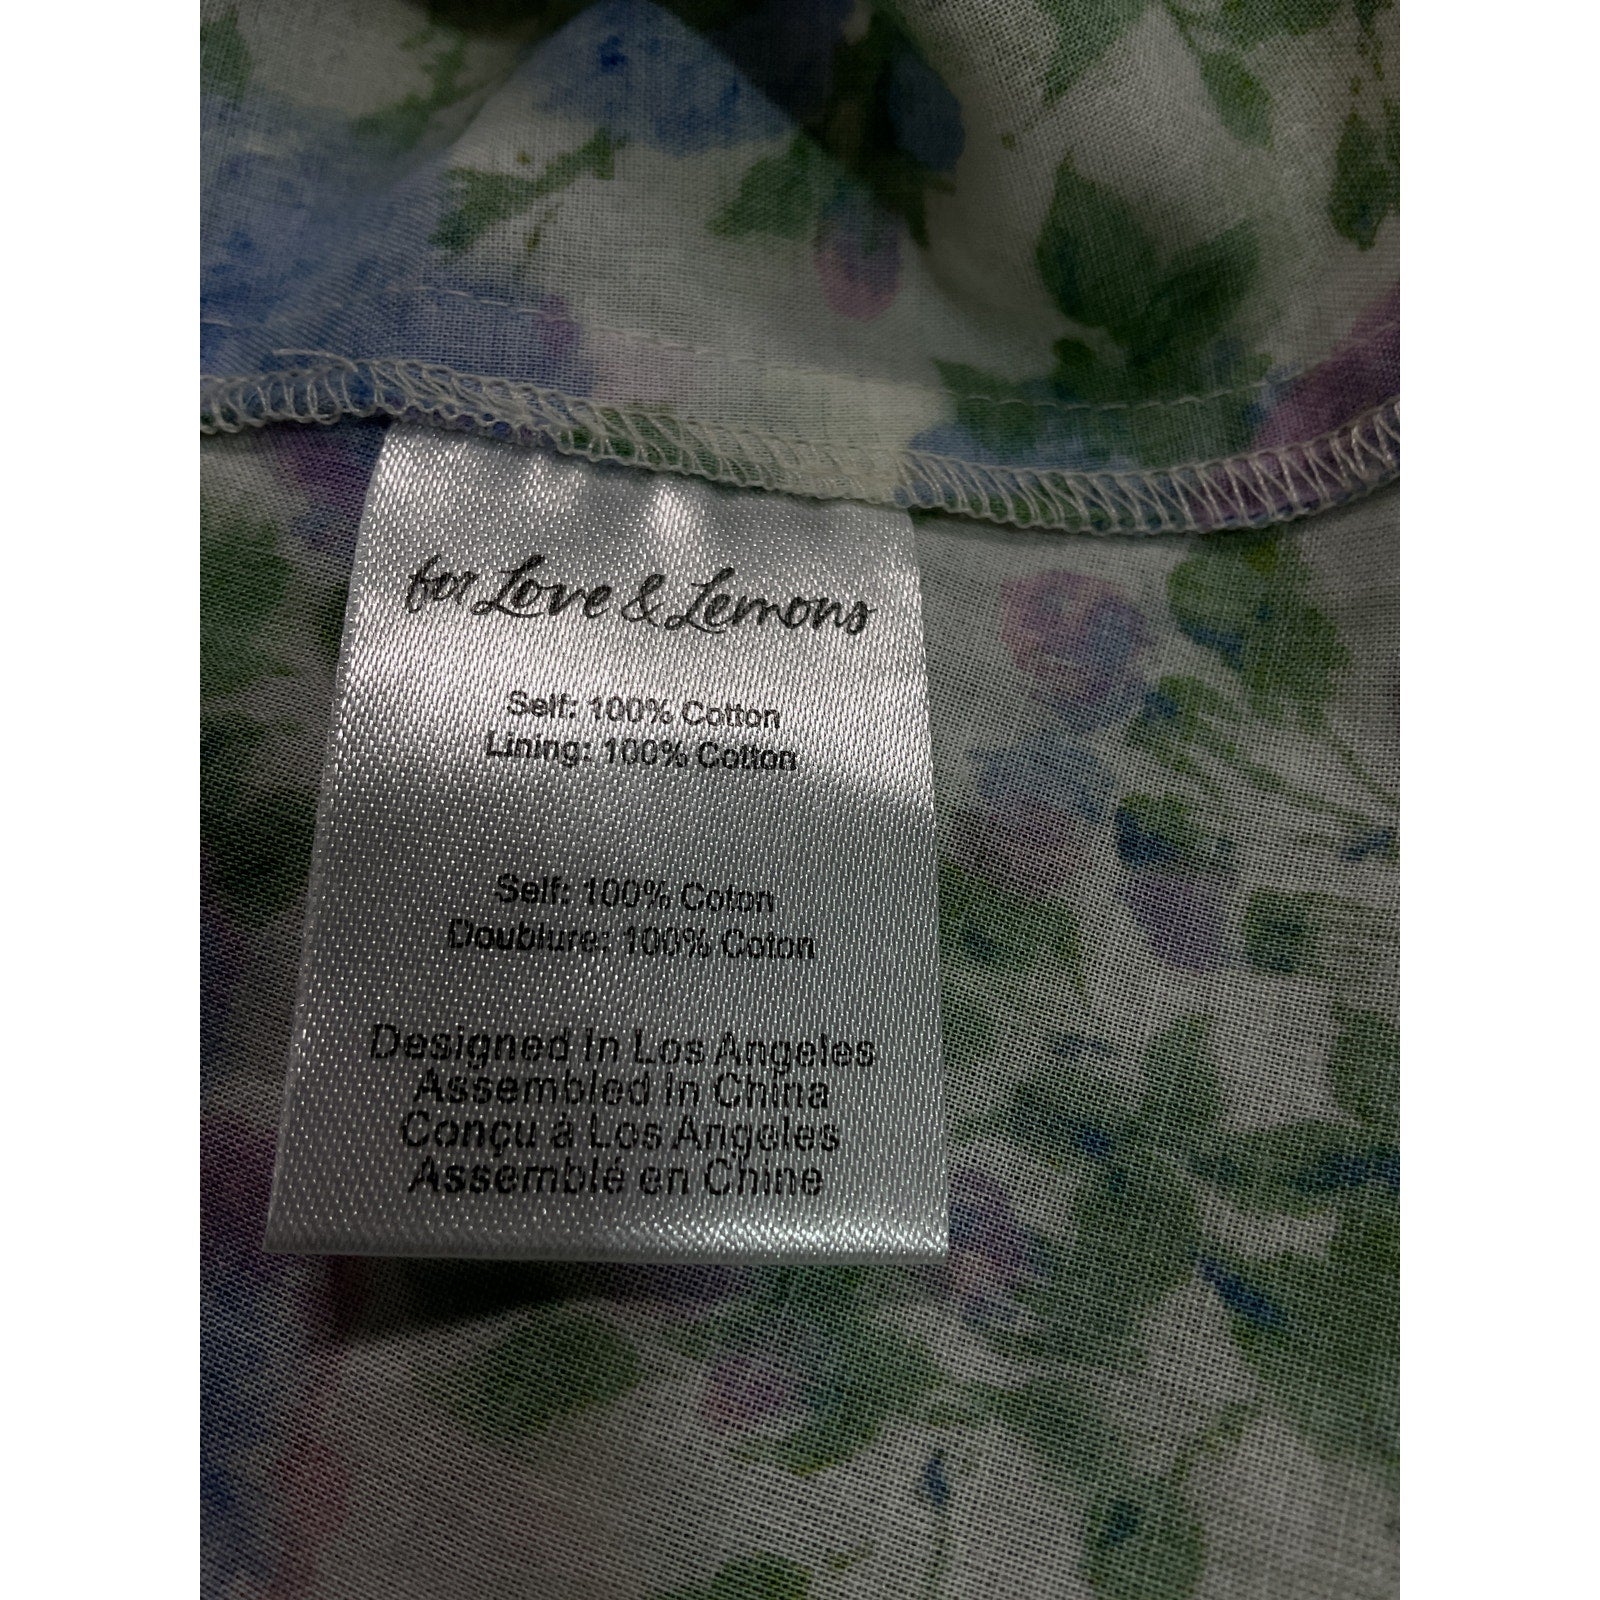 for Love & Lemons
Self: 100% Cotton
Lining: 100% Cotton
Self: 100% Coton
Doublure: 100% Coton
Designed In Los Angeles
Assembled In China
Conçu à Los Angeles
Assemblé en Chine